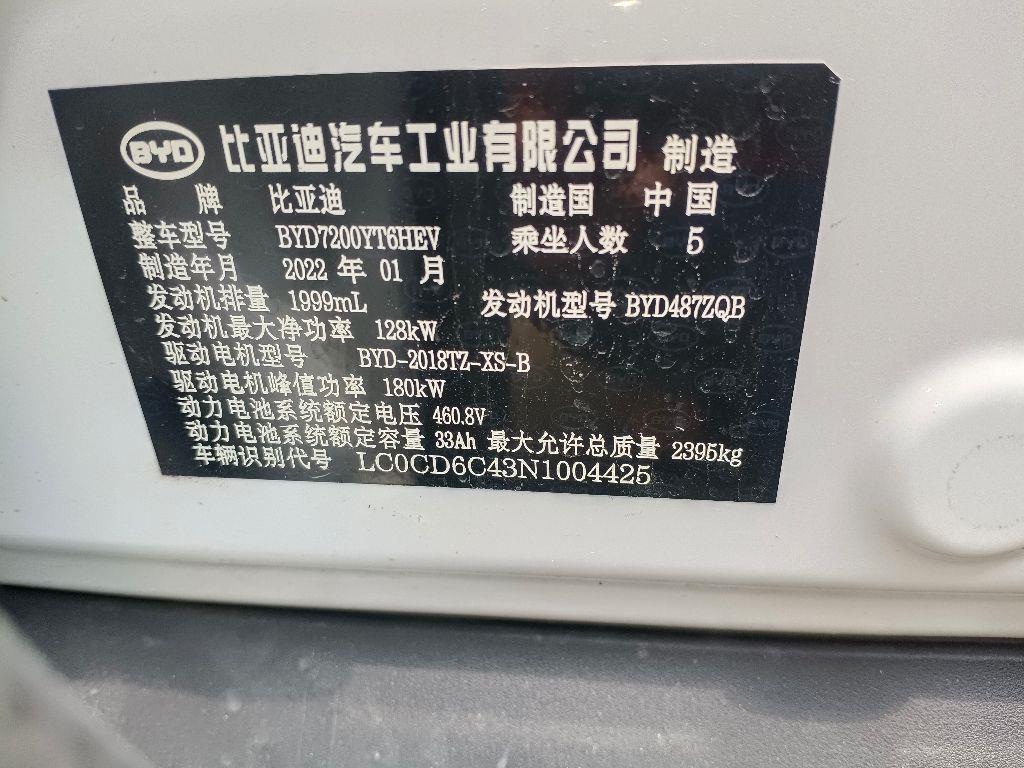 BYD 比亚迪汽车工业有限公司 制造
品 牌 比亚迪 制造国 中国
整车型号 BYD7200YT6HEV 乘坐人数 5
制造年月 2022 年 01 月
发动机排量 1999mL 发动机型号 BYD487ZQB
发动机最大净功率 128kW
驱动电机型号 BYD-2018TZ-XS-B
驱动电机峰值功率 180kW
动力电池系统额定电压 460.8V
动力电池系统额定容量 33Ah 最大允许总质量 2395kg
车辆识别代号 LC0CD6C43N1004425